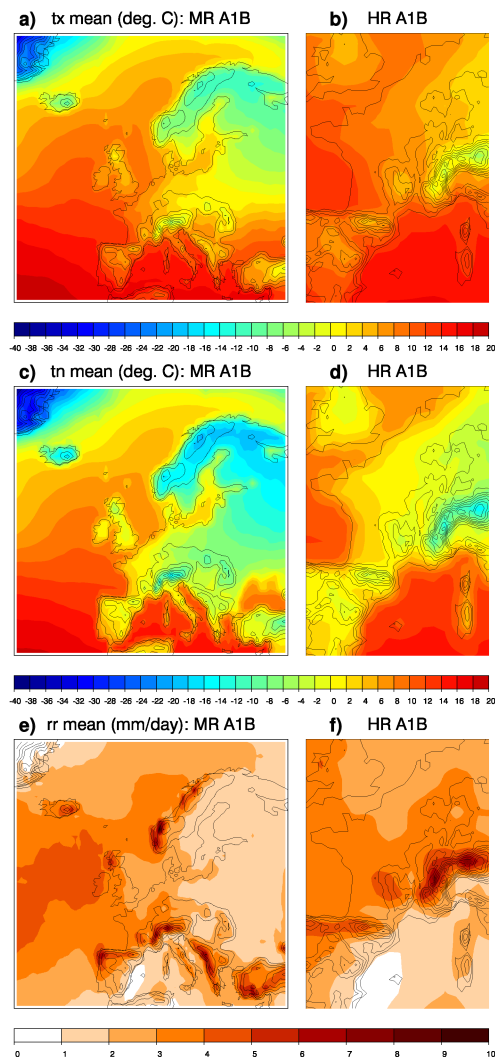 a) tx mean (deg. C): MR A1B b) HR A1B
-40 -38 -36 -34 -32 -30 -28 -26 -24 -22 -20 -18 -16 -14 -12 -10 -8 -6 -4 -2 0 2 4 6 8 10 12 14 16 18 20
c) tn mean (deg. C): MR A1B d) HR A1B
-40 -38 -36 -34 -32 -30 -28 -26 -24 -22 -20 -18 -16 -14 -12 -10 -8 -6 -4 -2 0 2 4 6 8 10 12 14 16 18 20
e) rr mean (mm/day): MR A1B f) HR A1B
0 1 2 3 4 5 6 7 8 9 10